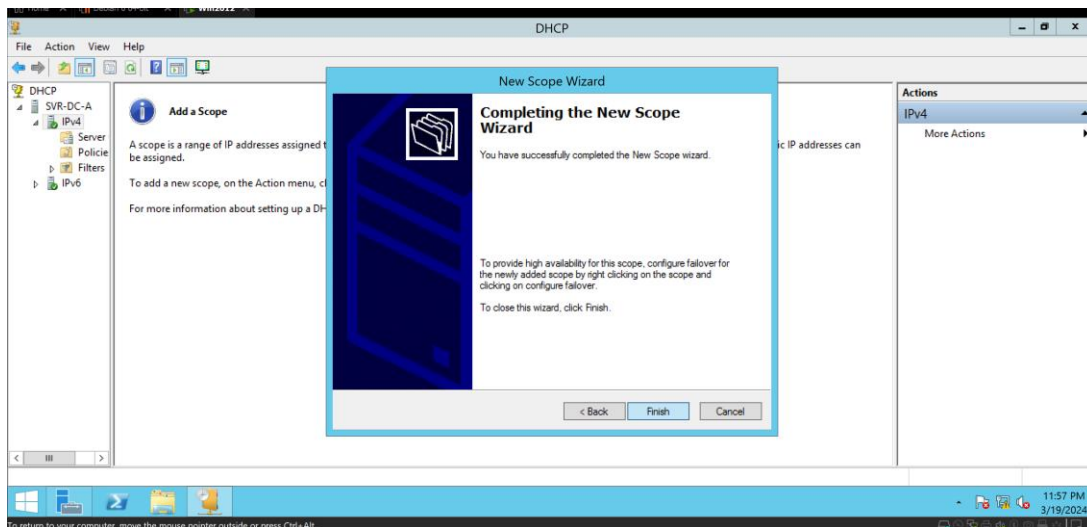 Home
Win2012
DHCP
File Action View Help
DHCP
SVR-DC-A
IPv4
Server
Policie
Filters
IPv6
Add a Scope
A scope is a range of IP addresses assigned t
ic IP addresses can
be assigned.
To add a new scope, on the Action menu, cl
For more information about setting up a DH
New Scope Wizard
Completing the New Scope
Wizard
You have successfully completed the New Scope wizard.
To provide high availability for this scope, configure failover for
the newly added scope by right clicking on the scope and
clicking on configure failover.
To close this wizard, click Finish.
< Back Finish Cancel
Actions
IPv4
More Actions
11:57 PM
3/19/2024
To return to your computer, move the mouse pointer outside or press Ctrl+Alt.